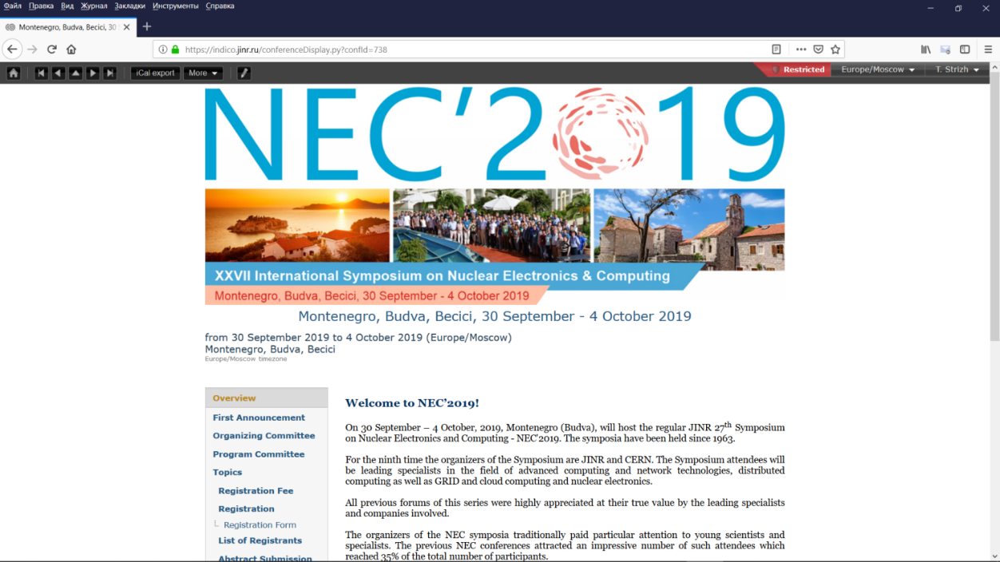 Файл Правка Вид Журнал Закладки Инструменты Справка
Montenegro, Budva, Becici, 30
https://indico.jinr.ru/conferenceDisplay.py?confId=738
iCal export More Restricted Europe/Moscow T. Strizh
NEC'2019
XXVII International Symposium on Nuclear Electronics & Computing
Montenegro, Budva, Becici, 30 September - 4 October 2019
Montenegro, Budva, Becici, 30 September - 4 October 2019
from 30 September 2019 to 4 October 2019 (Europe/Moscow)
Montenegro, Budva, Becici
Europe/Moscow timezone
Overview
First Announcement
Organizing Committee
Program Committee
Topics
Registration Fee
Registration
Registration Form
List of Registrants
Abstract Submission
Welcome to NEC'2019!
On 30 September – 4 October, 2019, Montenegro (Budva), will host the regular JINR 27th Symposium
on Nuclear Electronics and Computing - NEC'2019. The symposia have been held since 1963.
For the ninth time the organizers of the Symposium are JINR and CERN. The Symposium attendees will
be leading specialists in the field of advanced computing and network technologies, distributed
computing as well as GRID and cloud computing and nuclear electronics.
All previous forums of this series were highly appreciated at their true value by the leading specialists
and companies involved.
The organizers of the NEC symposia traditionally paid particular attention to young scientists and
specialists. The previous NEC conferences attracted an impressive number of such attendees which
reached 35% of the total number of participants.